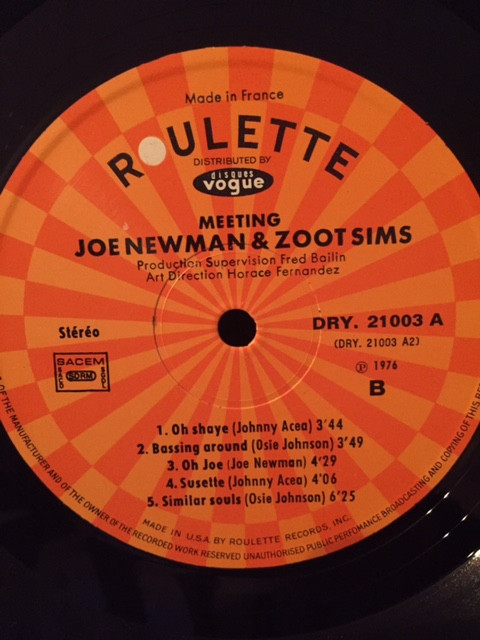 Made in France
ROULETTE
DISTRIBUTED BY
disques
vogue
MEETING
JOE NEWMAN & ZOOT SIMS
Production Supervision Fred Bailin
Art Direction Horace Fernandez
Stéréo
DRY. 21003 A
(DRY. 21003 A2)
SACEM
SACD
SDRM
SGDL
℗ 1976
B
1. Oh shaye (Johnny Acea) 3'44
2. Bassing around (Osie Johnson) 3'49
3. Oh Joe (Joe Newman) 4'29
4. Susette (Johnny Acea) 4'06
5. Similar souls (Osie Johnson) 6'25
MADE IN U.S.A. BY ROULETTE RECORDS, INC.
OF THE MANUFACTURER AND OF THE OWNER OF THE RECORDED WORK RESERVED UNAUTHORISED PUBLIC PERFOMANCE BROADCASTING AND COPYING OF THIS